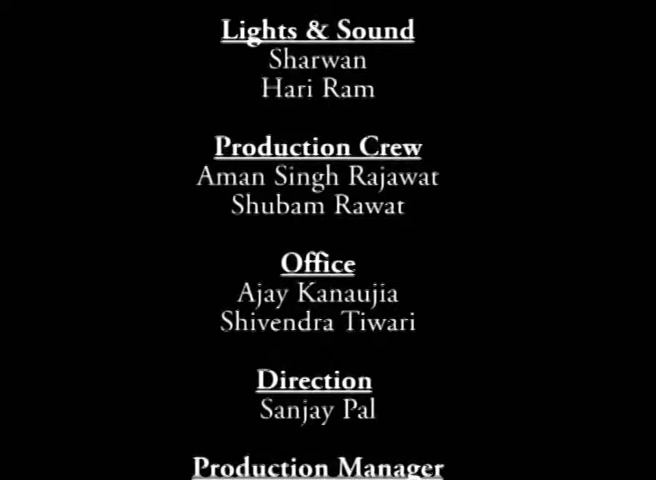 Lights & Sound
Sharwan
Hari Ram
Production Crew
Aman Singh Rajawat
Shubam Rawat
Office
Ajay Kanaujia
Shivendra Tiwari
Direction
Sanjay Pal
Production Manager